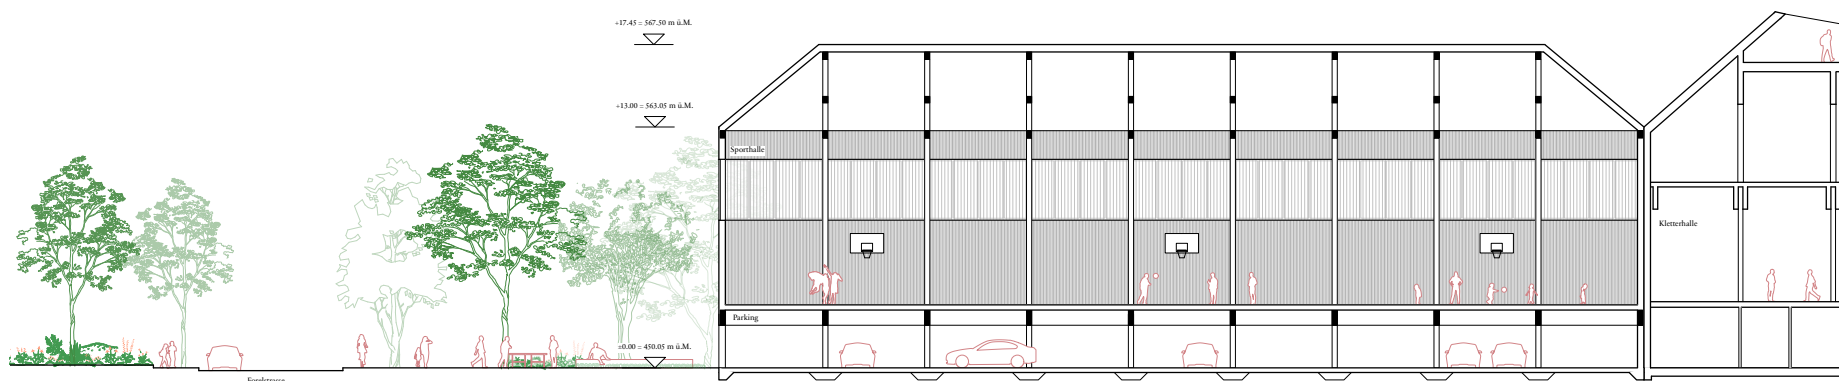 +17.45 = 567.50 m ü.M.
+13.00 = 563.05 m ü.M.
Sporthalle
Kletterhalle
Parking
±0.00 = 450.05 m ü.M.